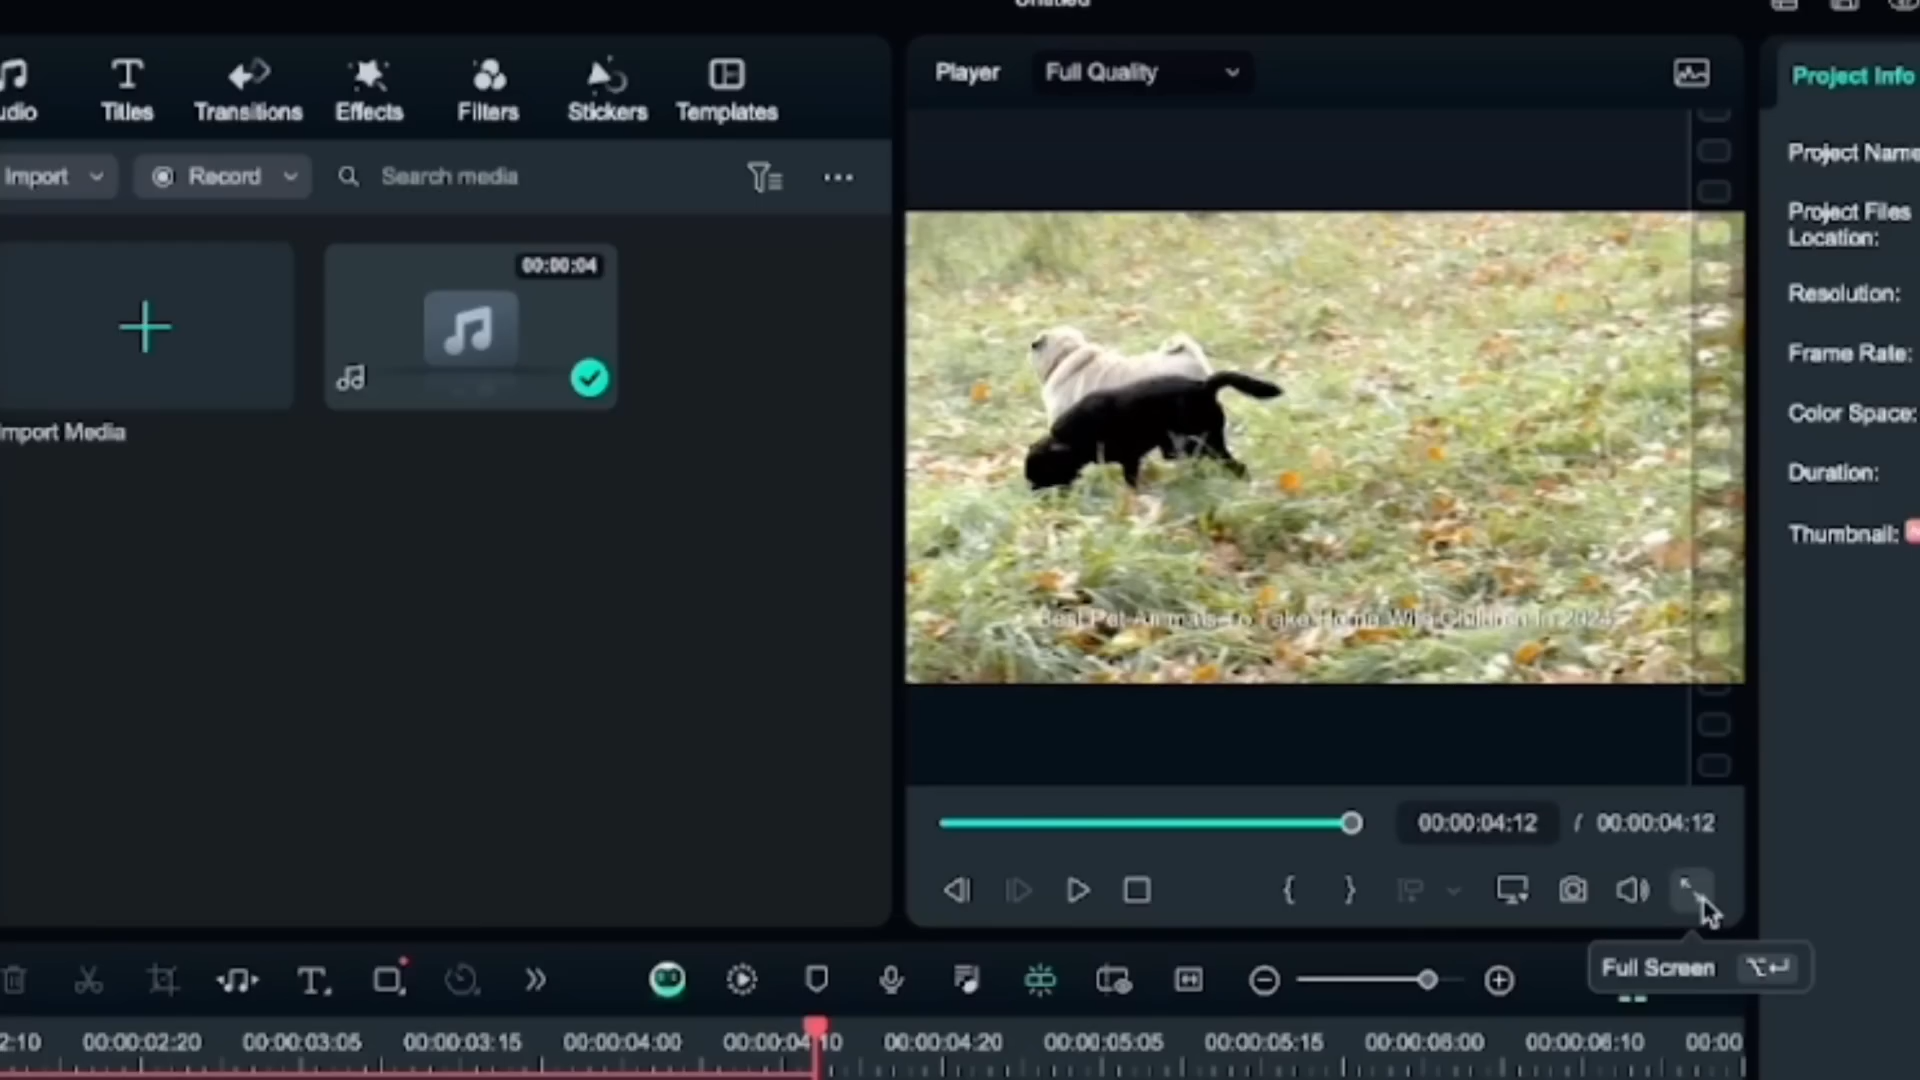 Untitled
udio
Titles
Transitions
Effects
Filters
Stickers
Templates
Import
Record
Search media
00:00:04
Import Media
Player
Full Quality
Best Pet Animals To Take Home With Children In 2024
00:00:04:12 / 00:00:04:12
{ }
Full Screen ⌥↵
Project Info
Project Name
Project Files
Location:
Resolution:
Frame Rate:
Color Space:
Duration:
Thumbnail:
2:10 00:00:02:20 00:00:03:05 00:00:03:15 00:00:04:00 00:00:04:10 00:00:04:20 00:00:05:05 00:00:05:15 00:00:06:00 00:00:06:10 00:00